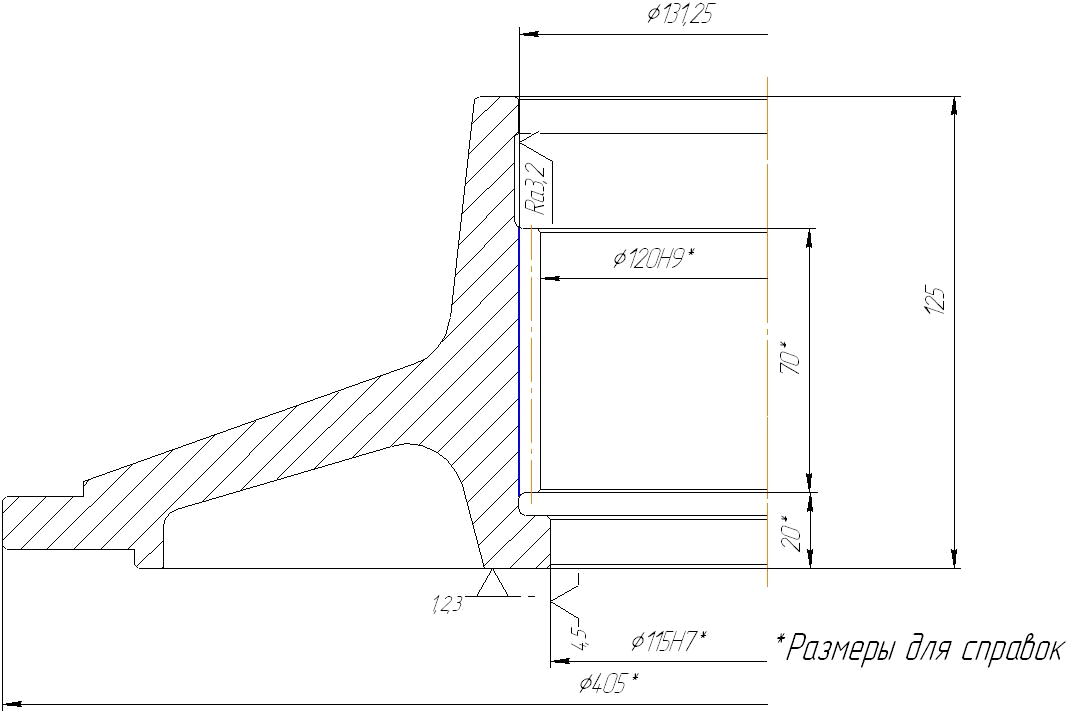 ⌀131,25
Ra3,2
⌀120H9*
125
70*
20*
1,2,3
4,5
⌀115H7*
*Размеры для справок
⌀405*